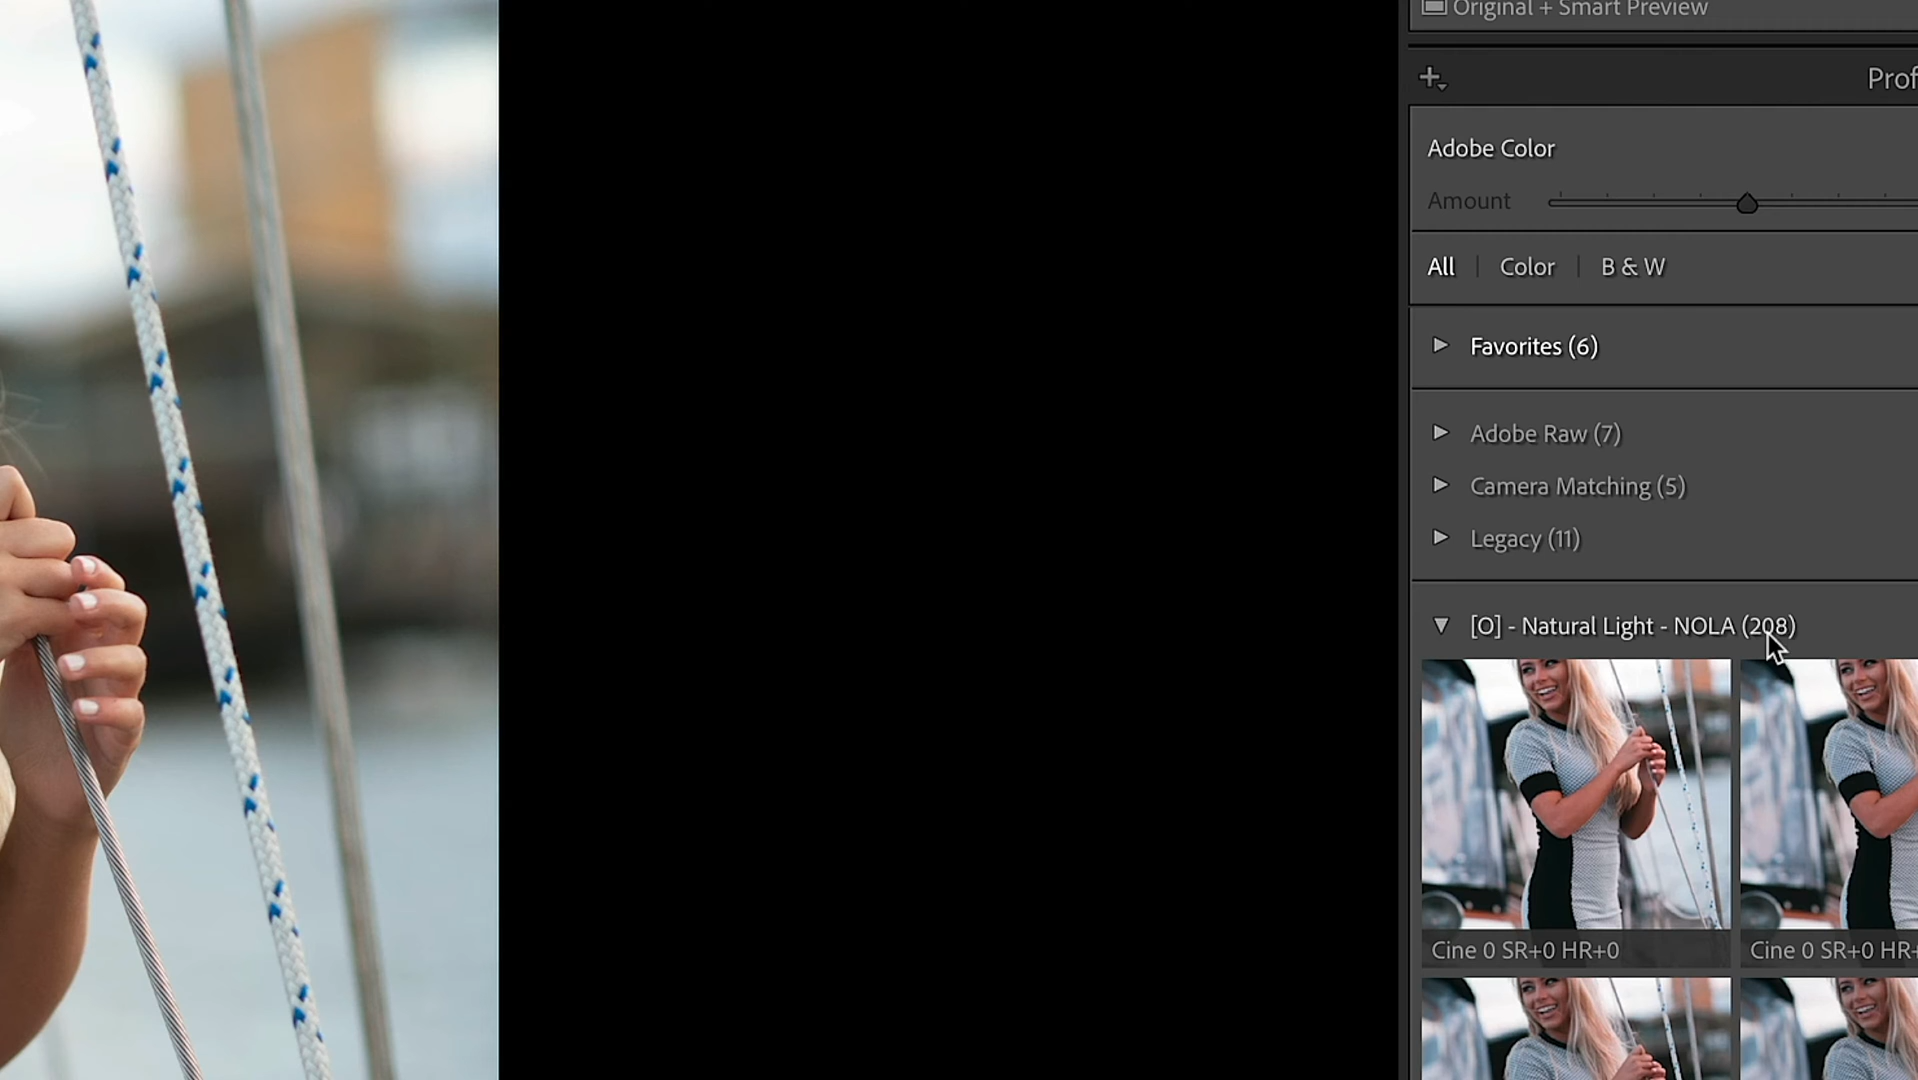 Original + Smart Preview
Prof
Adobe Color
Amount
All | Color | B & W
Favorites (6)
Adobe Raw (7)
Camera Matching (5)
Legacy (11)
[O] - Natural Light - NOLA (208)
Cine 0 SR+0 HR+0
Cine 0 SR+0 HR+